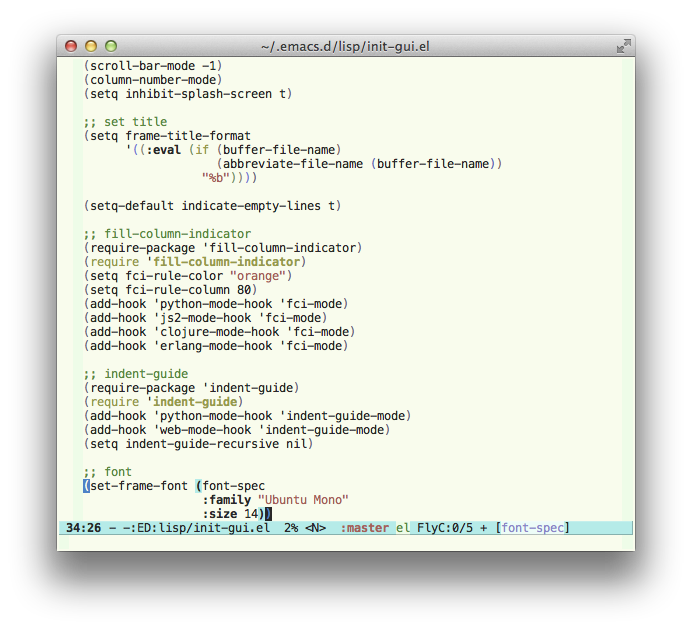 ~/.emacs.d/lisp/init-gui.el
(scroll-bar-mode -1)
(column-number-mode)
(setq inhibit-splash-screen t)
;; set title
(setq frame-title-format
'((:eval (if (buffer-file-name)
(abbreviate-file-name (buffer-file-name))
"%b"))))
(setq-default indicate-empty-lines t)
;; fill-column-indicator
(require-package 'fill-column-indicator)
(require 'fill-column-indicator)
(setq fci-rule-color "orange")
(setq fci-rule-column 80)
(add-hook 'python-mode-hook 'fci-mode)
(add-hook 'js2-mode-hook 'fci-mode)
(add-hook 'clojure-mode-hook 'fci-mode)
(add-hook 'erlang-mode-hook 'fci-mode)
;; indent-guide
(require-package 'indent-guide)
(require 'indent-guide)
(add-hook 'python-mode-hook 'indent-guide-mode)
(add-hook 'web-mode-hook 'indent-guide-mode)
(setq indent-guide-recursive nil)
;; font
(set-frame-font (font-spec
:family "Ubuntu Mono"
:size 14))
34:26 - -:ED:lisp/init-gui.el 2% <N> :master el FlyC:0/5 + [font-spec]